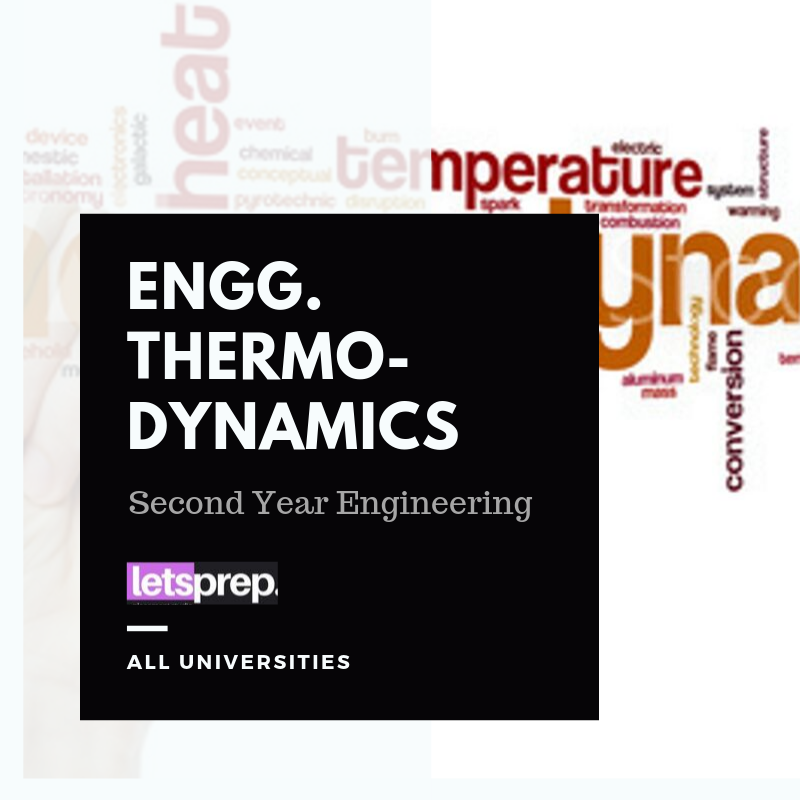 heat
device
electronics
galactic
event
burn
chemical
conceptual
pyrotechnic
disruption
temperature
electric
structure
system
spark
transformation
warming
combustion
technology
flame
conversion
aluminum
mass
ENGG.
THERMO-
DYNAMICS
Second Year Engineering
letsprep.
ALL UNIVERSITIES